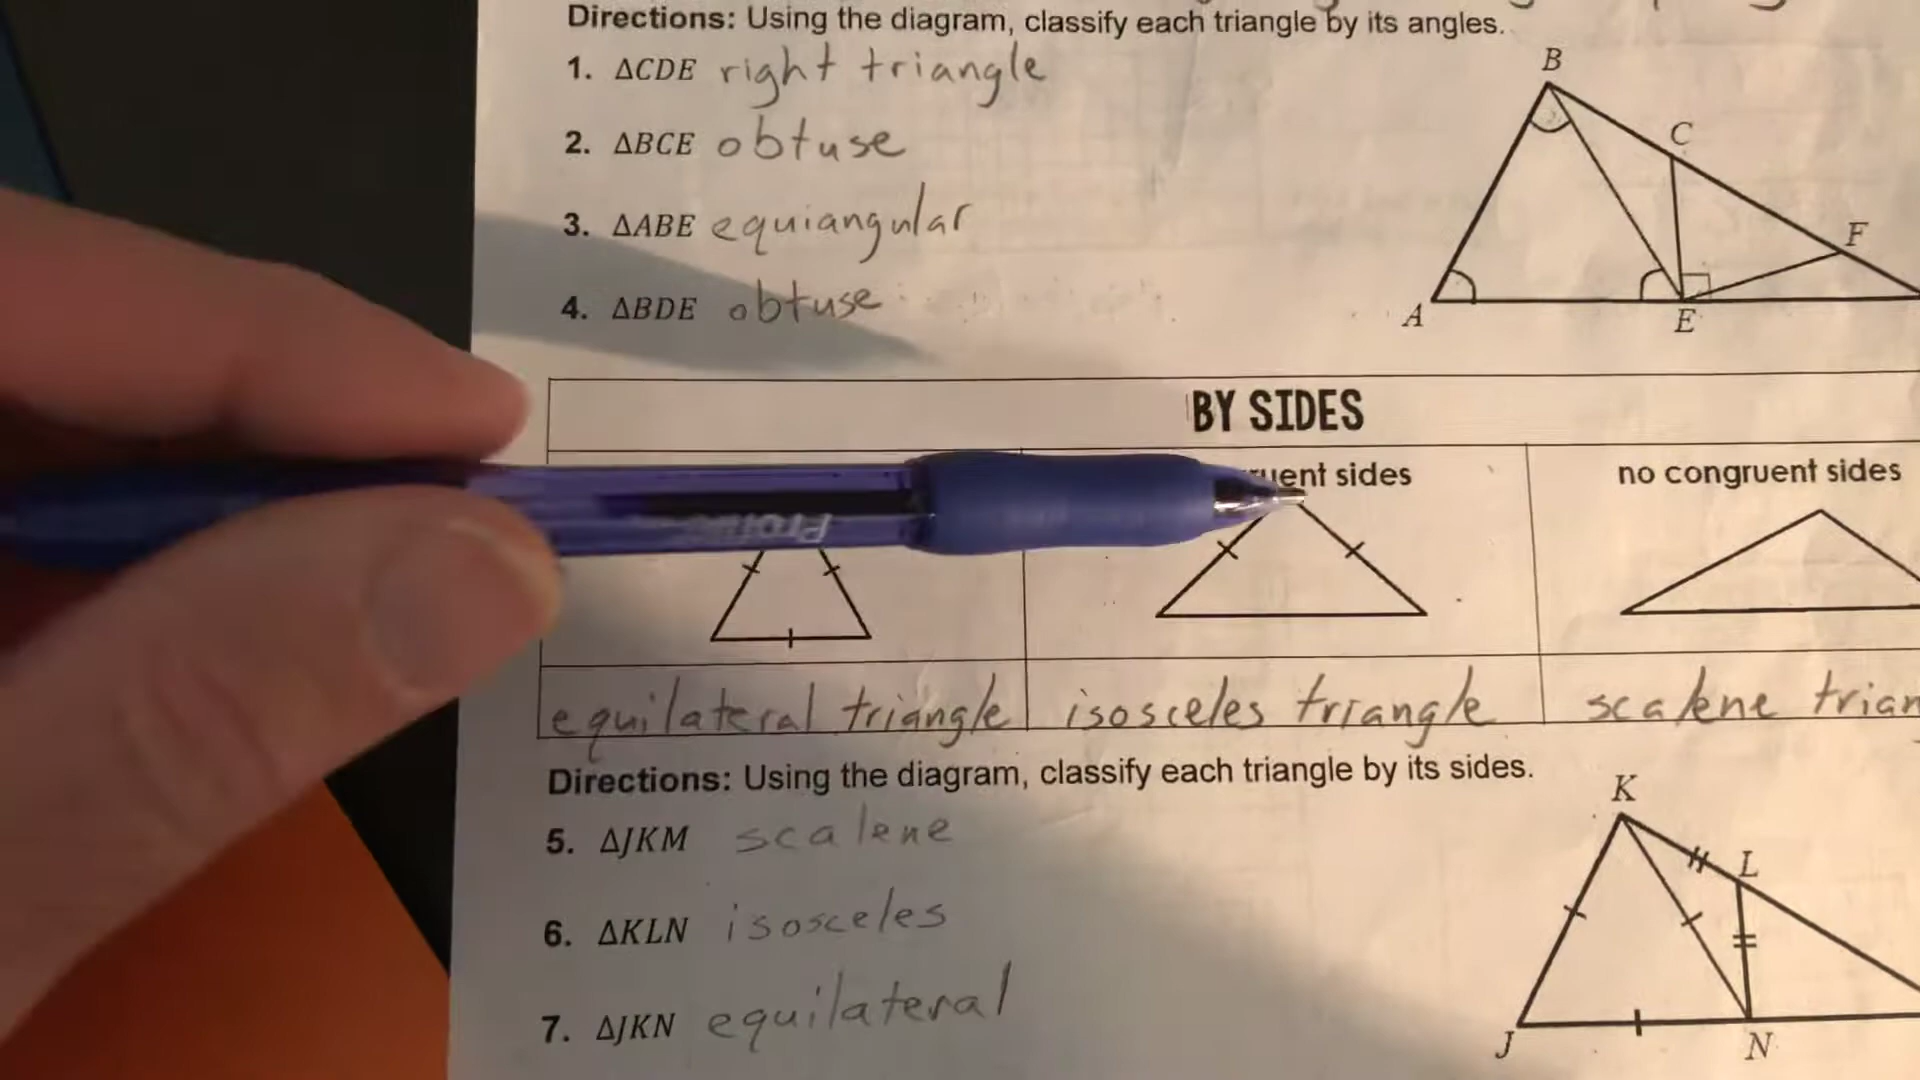 Directions: Using the diagram, classify each triangle by its angles.
1. ΔCDE right triangle
2. ΔBCE obtuse
3. ΔABE equiangular
4. ΔBDE obtuse
B
C
F
A
E
BY SIDES
sides
no congruent sides
equilateral triangle
isosceles triangle
scalene
Directions: Using the diagram, classify each triangle by its sides.
5. ΔJKM scalene
6. ΔKLN isosceles
7. ΔJKN equilateral
K
L
J
N